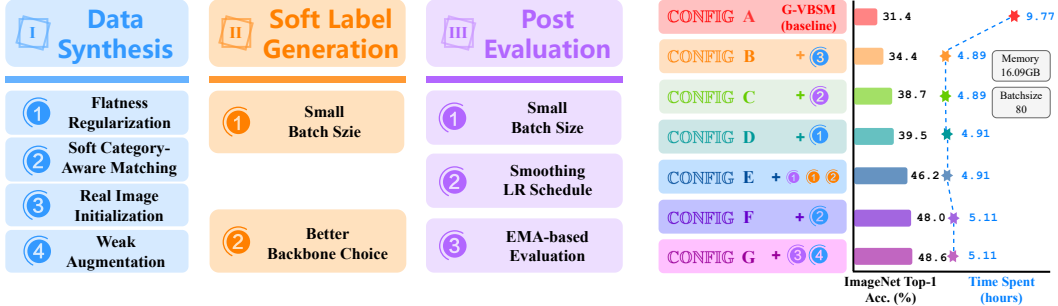 I
Data
Synthesis
1
Flatness
Regularization
2
Soft Category-
Aware Matching
3
Real Image
Initialization
4
Weak
Augmentation
II
Soft Label
Generation
1
Small
Batch Szie
2
Better
Backbone Choice
III
Post
Evaluation
1
Small
Batch Size
2
Smoothing
LR Schedule
3
EMA-based
Evaluation
CONFIG A G-VBSM
(baseline)
31.4
9.77
CONFIG B + 3
34.4
4.89
Memory
16.09GB
CONFIG C + 2
38.7
4.89
Batchsize
80
CONFIG D + 1
39.5
4.91
CONFIG E + 1 1 2
46.2
4.91
CONFIG F + 2
48.0
5.11
CONFIG G + 3 4
48.6
5.11
ImageNet Top-1
Acc. (%)
Time Spent
(hours)